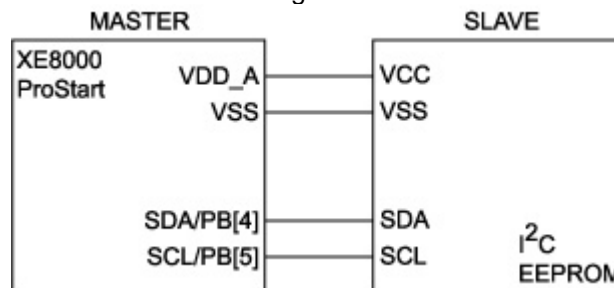 MASTER
SLAVE
XE8000
ProStart
VDD_A
VSS
SDA/PB[4]
SCL/PB[5]
VCC
VSS
SDA
SCL
I2C
EEPROM